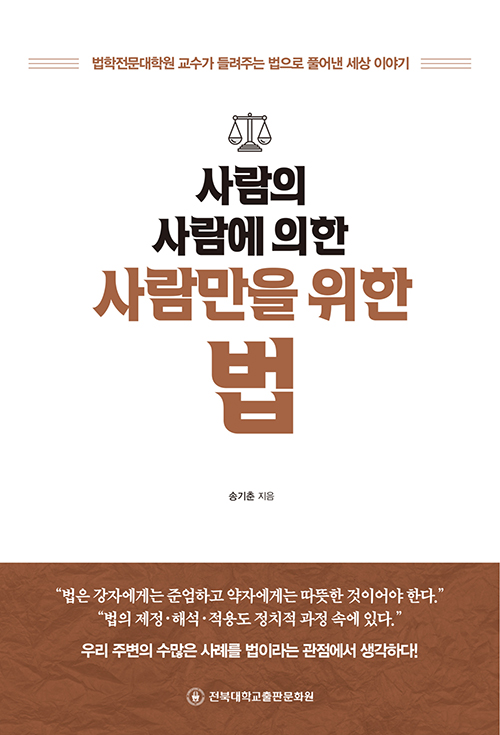 법학전문대학원 교수가 들려주는 법으로 풀어낸 세상 이야기
사람의
사람에 의한
사람만을 위한
법
송기춘 지음
“법은 강자에게는 준엄하고 약자에게는 따뜻한 것이어야 한다.”
“법의 제정·해석·적용도 정치적 과정 속에 있다.”
우리 주변의 수많은 사례를 법이라는 관점에서 생각하다!
전북대학교출판문화원